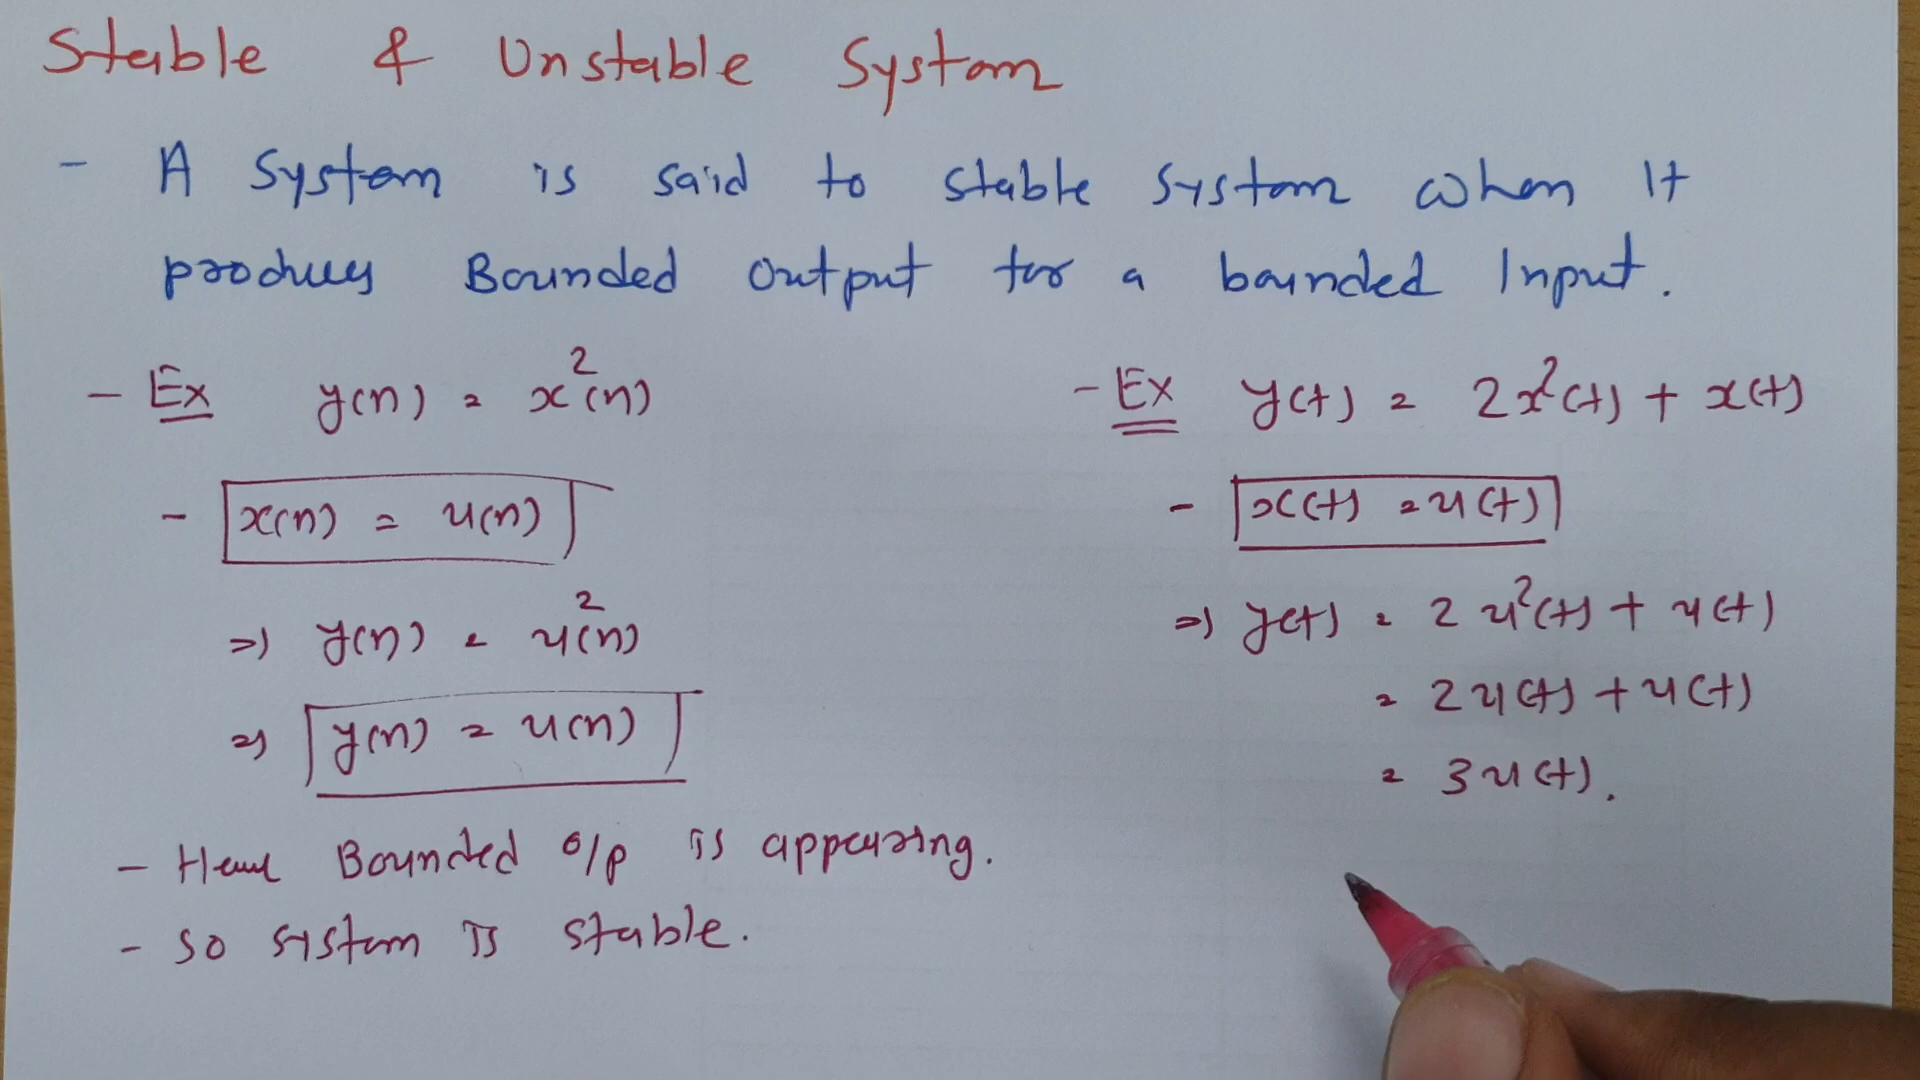 Stable & Unstable System
- A System is said to stable system when It
produces Bounded Output for a bounded Input.
- Ex y(n) = x²(n)
- x(n) = u(n)
⇒ y(n) = u²(n)
⇒ y(n) = u(n)
- Here Bounded o/p is appearing.
- So system is stable.
- Ex y(t) = 2x²(t) + x(t)
- x(t) = u(t)
⇒ y(t) = 2u²(t) + u(t)
= 2u(t) + u(t)
= 3u(t).